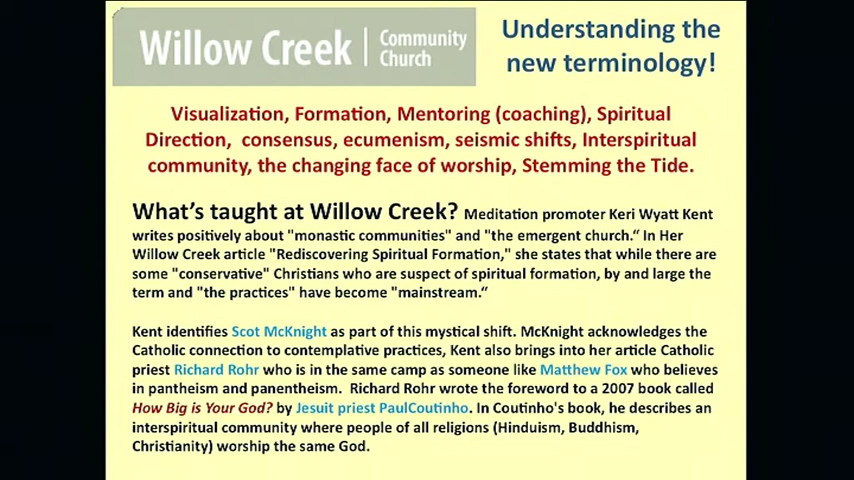 Willow Creek | Community Church
Understanding the
new terminology!
Visualization, Formation, Mentoring (coaching), Spiritual
Direction, consensus, ecumenism, seismic shifts, Interspiritual
community, the changing face of worship, Stemming the Tide.
What's taught at Willow Creek? Meditation promoter Keri Wyatt Kent
writes positively about "monastic communities" and "the emergent church.“ In Her
Willow Creek article "Rediscovering Spiritual Formation," she states that while there are
some "conservative" Christians who are suspect of spiritual formation, by and large the
term and "the practices" have become "mainstream.“
Kent identifies Scot McKnight as part of this mystical shift. McKnight acknowledges the
Catholic connection to contemplative practices, Kent also brings into her article Catholic
priest Richard Rohr who is in the same camp as someone like Matthew Fox who believes
in pantheism and panentheism. Richard Rohr wrote the foreword to a 2007 book called
How Big is Your God? by Jesuit priest PaulCoutinho. In Coutinho's book, he describes an
interspiritual community where people of all religions (Hinduism, Buddhism,
Christianity) worship the same God.